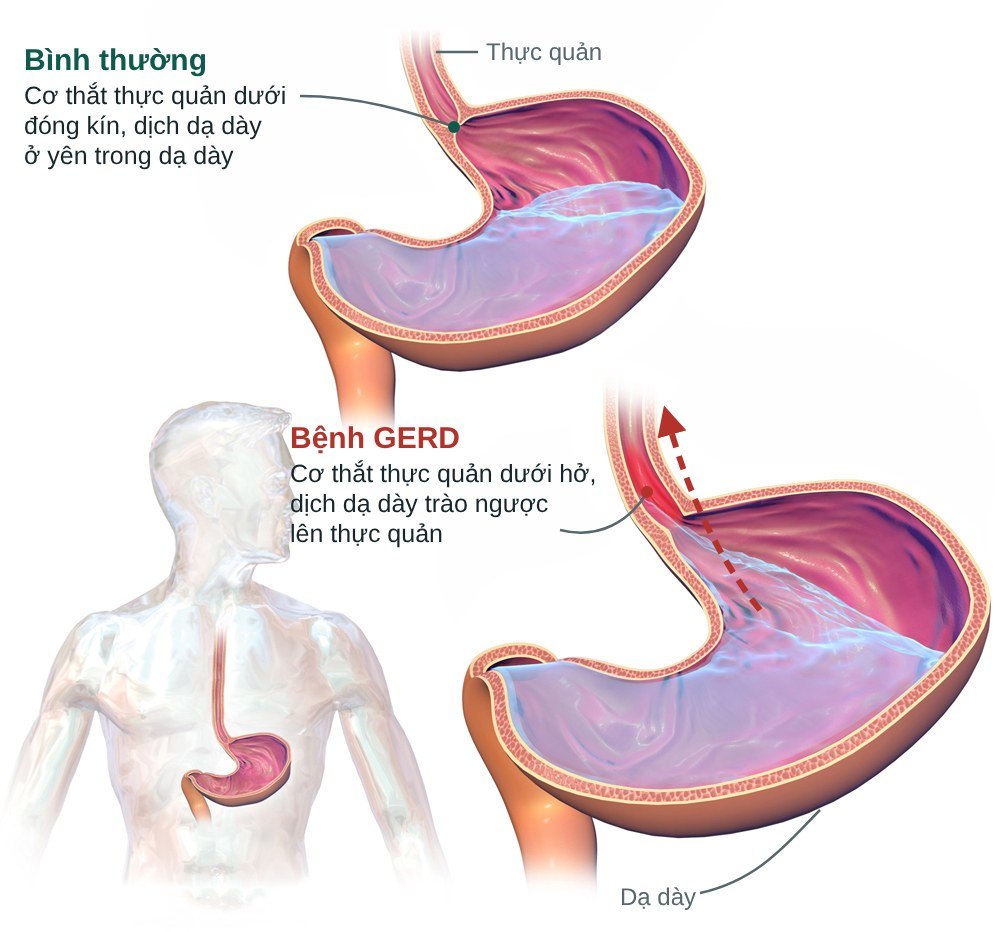 Thực quản
Bình thường
Cơ thắt thực quản dưới
đóng kín, dịch dạ dày
ở yên trong dạ dày
Bệnh GERD
Cơ thắt thực quản dưới hở,
dịch dạ dày trào ngược
lên thực quản
Dạ dày